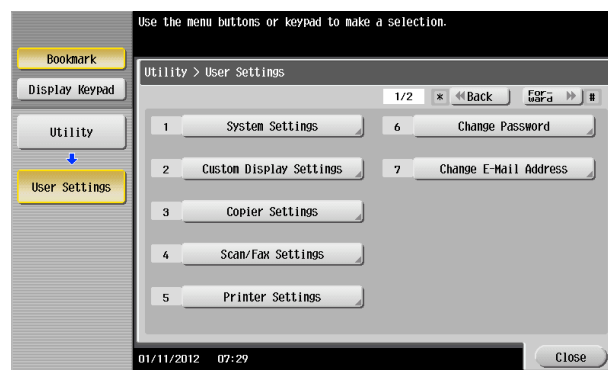 Use the menu buttons or keypad to make a selection.
Bookmark
Display Keypad
Utility
User Settings
Utility > User Settings
1/2 * Back For-ward #
1 System Settings
2 Custom Display Settings
3 Copier Settings
4 Scan/Fax Settings
5 Printer Settings
6 Change Password
7 Change E-Mail Address
01/11/2012 07:29
Close